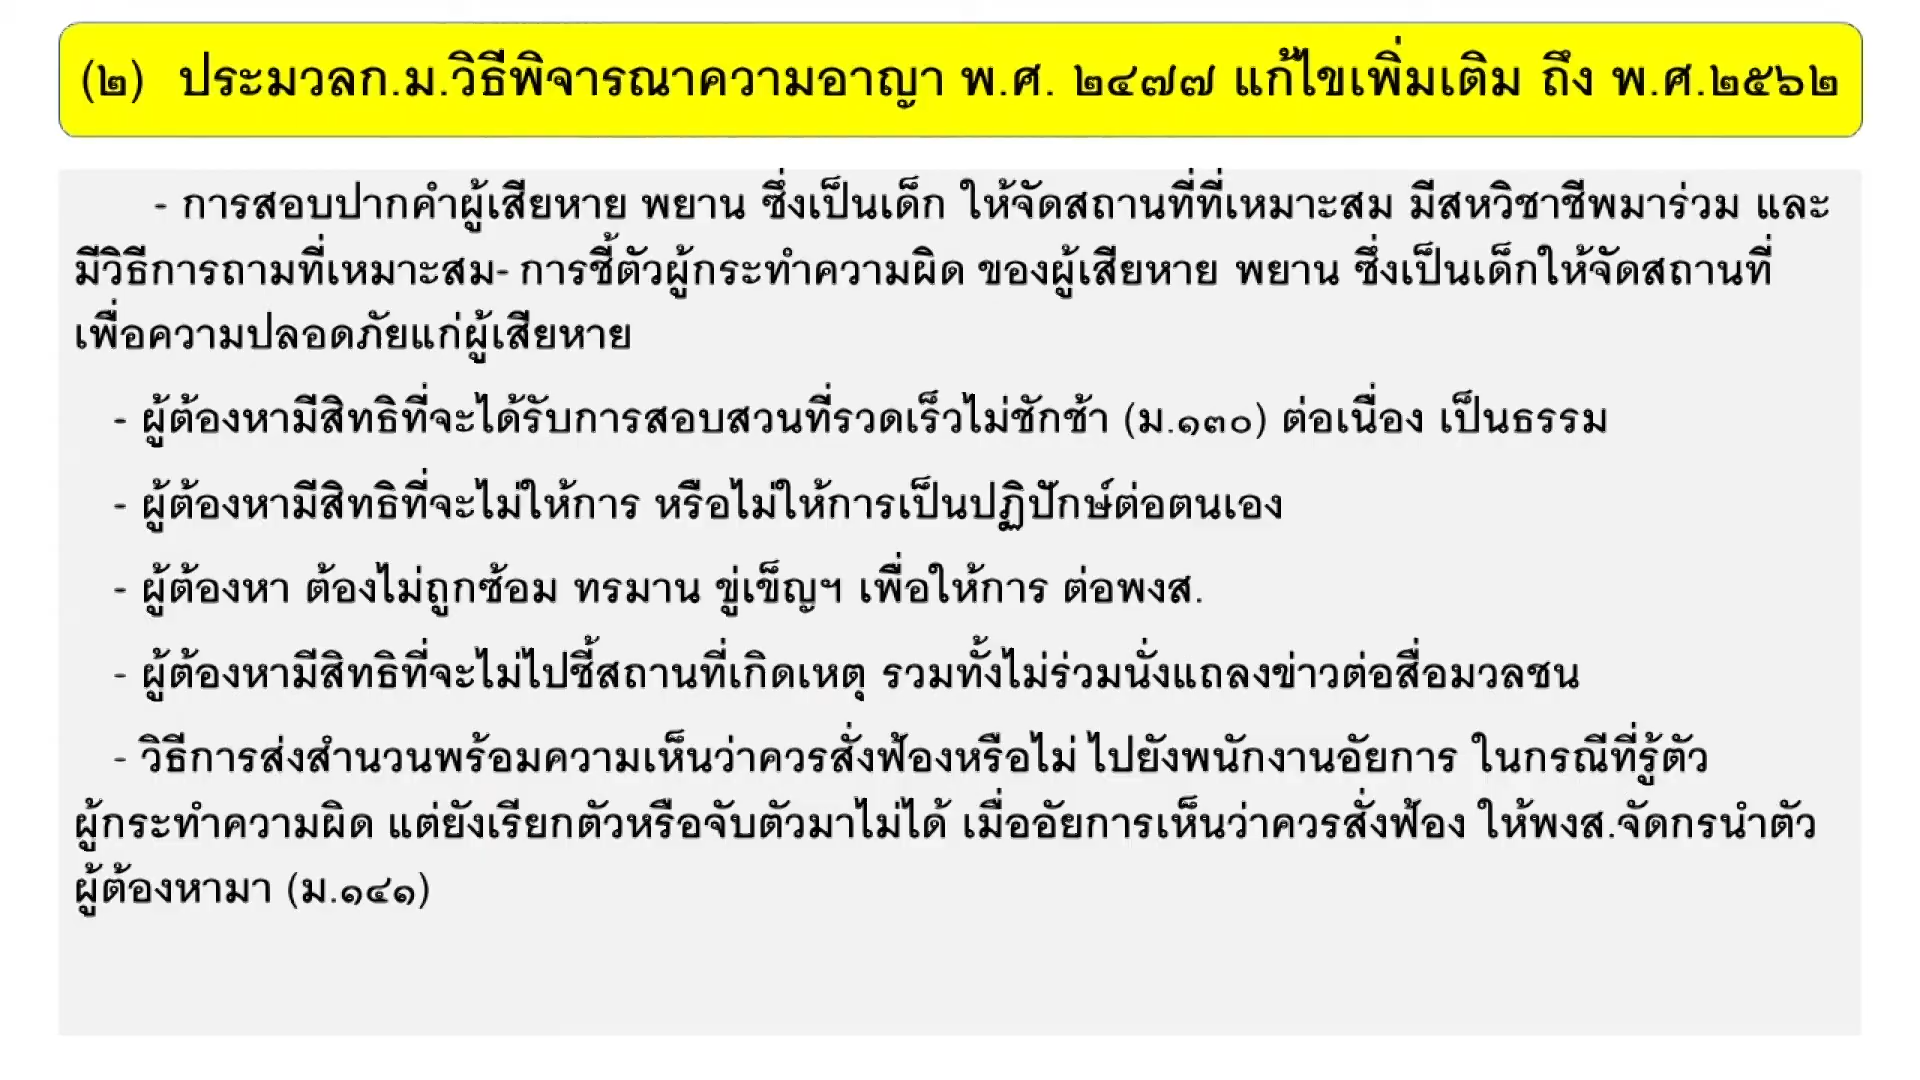 (๒) ประมวลก.ม.วิธีพิจารณาความอาญา พ.ศ. ๒๔๗๗ แก้ไขเพิ่มเติม ถึง พ.ศ.๒๕๖๒
- การสอบปากคำผู้เสียหาย พยาน ซึ่งเป็นเด็ก ให้จัดสถานที่ที่เหมาะสม มีสหวิชาชีพมาร่วม และ
มีวิธีการถามที่เหมาะสม- การชี้ตัวผู้กระทำความผิด ของผู้เสียหาย พยาน ซึ่งเป็นเด็กให้จัดสถานที่
เพื่อความปลอดภัยแก่ผู้เสียหาย
- ผู้ต้องหามีสิทธิที่จะได้รับการสอบสวนที่รวดเร็วไม่ชักช้า (ม.๑๓๐) ต่อเนื่อง เป็นธรรม
- ผู้ต้องหามีสิทธิที่จะไม่ให้การ หรือไม่ให้การเป็นปฏิปักษ์ต่อตนเอง
- ผู้ต้องหา ต้องไม่ถูกซ้อม ทรมาน ขู่เข็ญฯ เพื่อให้การ ต่อพงส.
- ผู้ต้องหามีสิทธิที่จะไม่ไปชี้สถานที่เกิดเหตุ รวมทั้งไม่ร่วมนั่งแถลงข่าวต่อสื่อมวลชน
- วิธีการส่งสำนวนพร้อมความเห็นว่าควรสั่งฟ้องหรือไม่ ไปยังพนักงานอัยการ ในกรณีที่รู้ตัว
ผู้กระทำความผิด แต่ยังเรียกตัวหรือจับตัวมาไม่ได้ เมื่ออัยการเห็นว่าควรสั่งฟ้อง ให้พงส.จัดกรนำตัว
ผู้ต้องหามา (ม.๑๔๑)